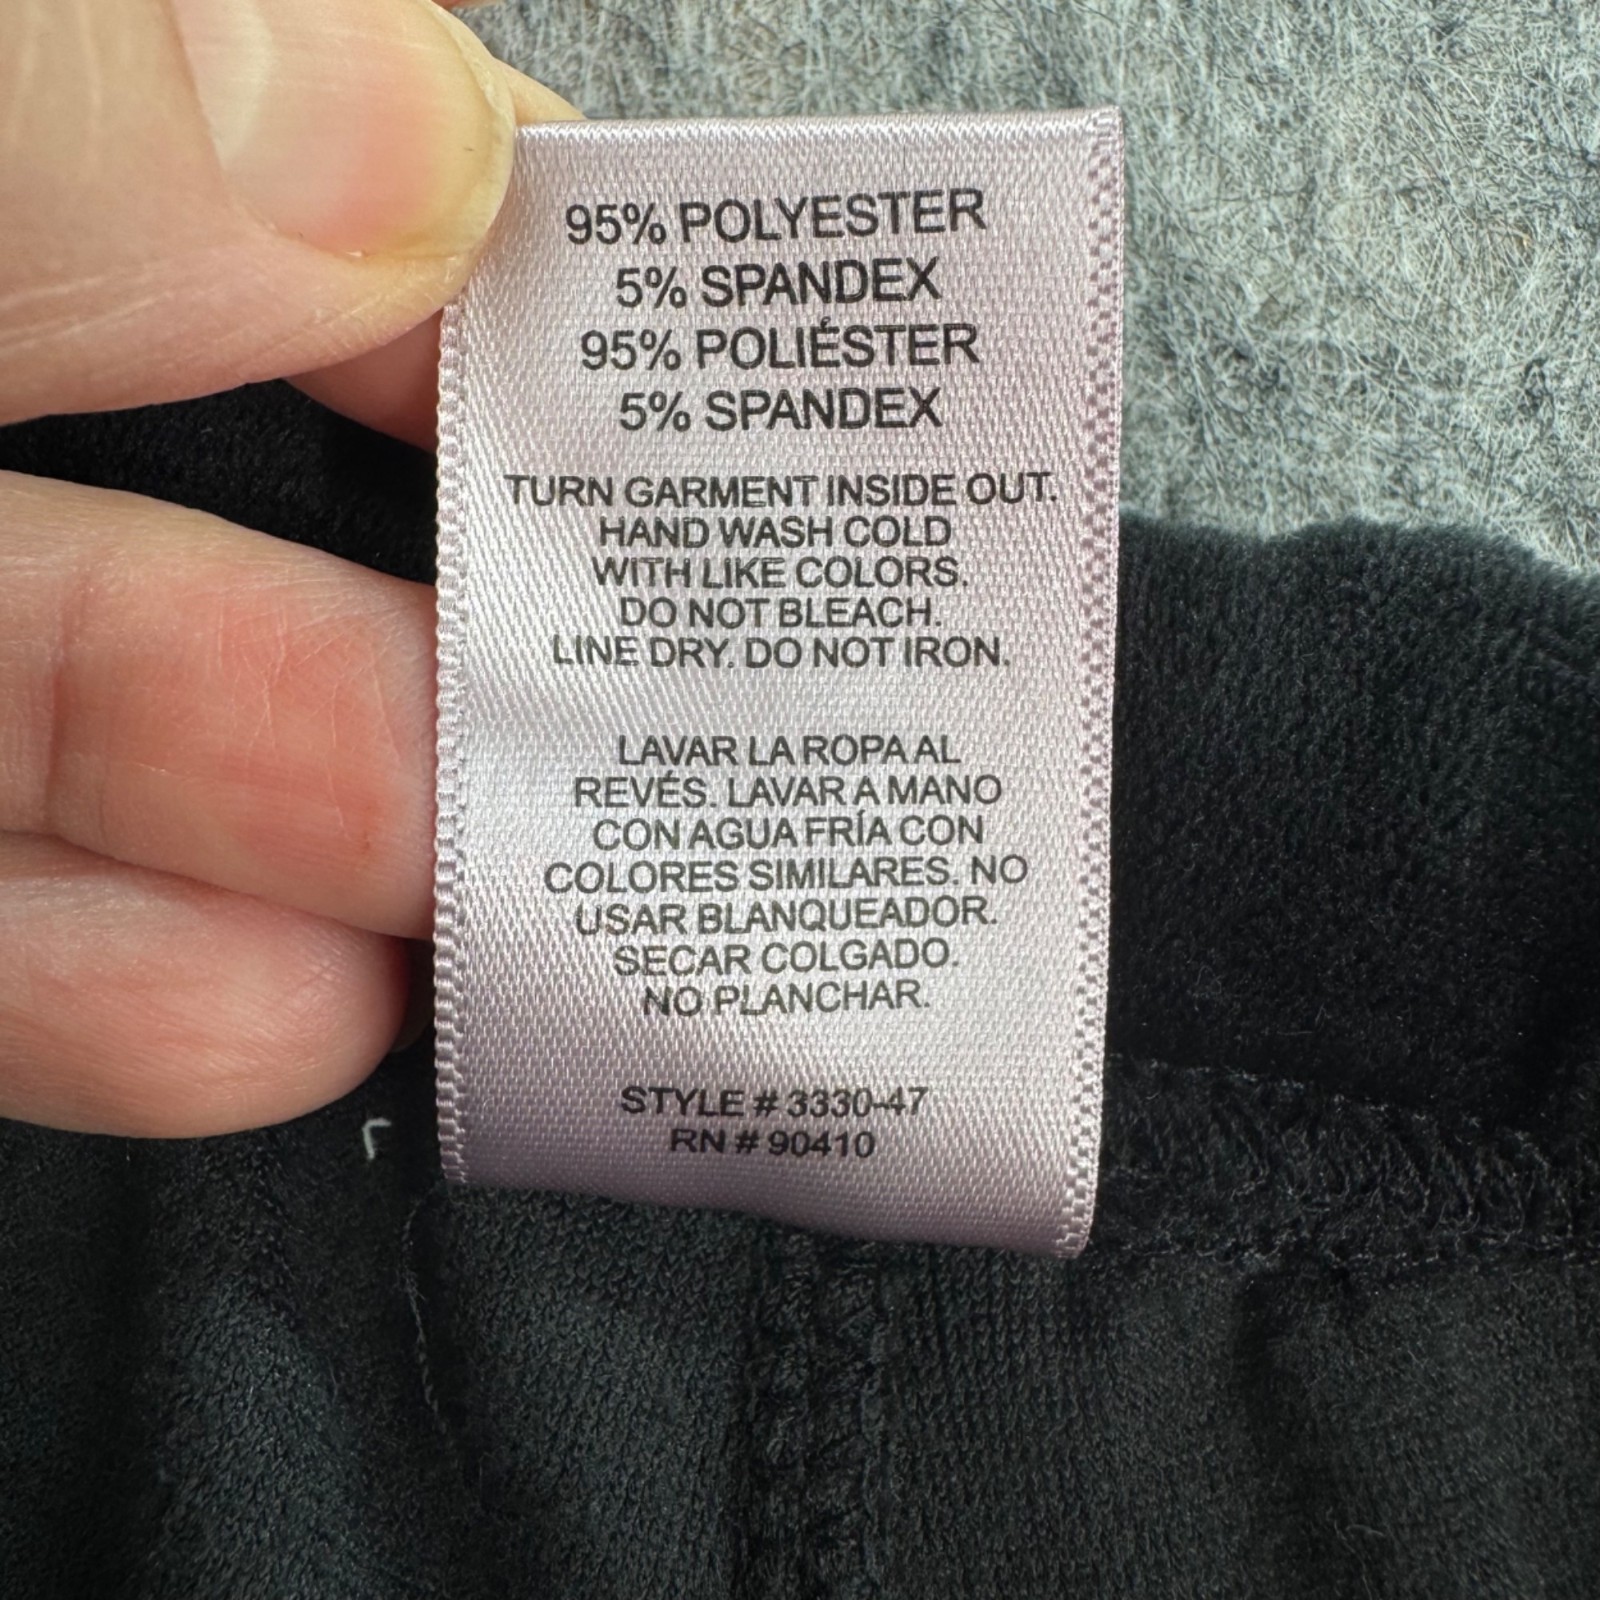 95% POLYESTER
5% SPANDEX
95% POLIÉSTER
5% SPANDEX
TURN GARMENT INSIDE OUT.
HAND WASH COLD
WITH LIKE COLORS.
DO NOT BLEACH.
LINE DRY. DO NOT IRON.
LAVAR LA ROPA AL
REVÉS. LAVAR A MANO
CON AGUA FRÍA CON
COLORES SIMILARES. NO
USAR BLANQUEADOR.
SECAR COLGADO.
NO PLANCHAR.
STYLE # 3330-47
RN # 90410